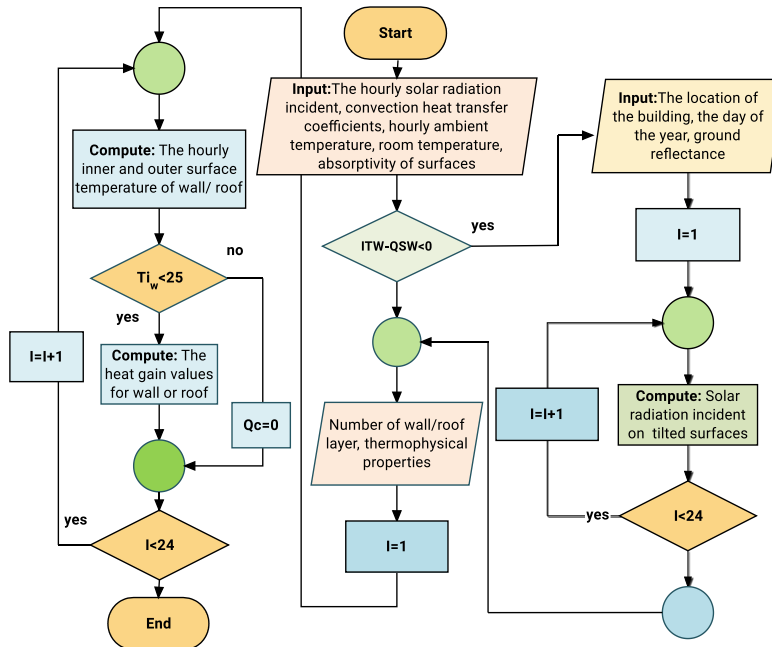 Start
Input:The hourly solar radiation
incident, convection heat transfer
coefficients, hourly ambient
temperature, room temperature,
absorptivity of surfaces
ITW-QSW<0
yes
Input:The location of
the building, the day of
the year, ground
reflectance
I=1
Compute: Solar
radiation incident
on tilted surfaces
I=I+1
yes
I<24
Number of wall/roof
layer, thermophysical
properties
I=1
Compute: The hourly
inner and outer surface
temperature of wall/ roof
Tiw<25
no
yes
Compute: The
heat gain values
for wall or roof
Qc=0
I=I+1
yes
I<24
End